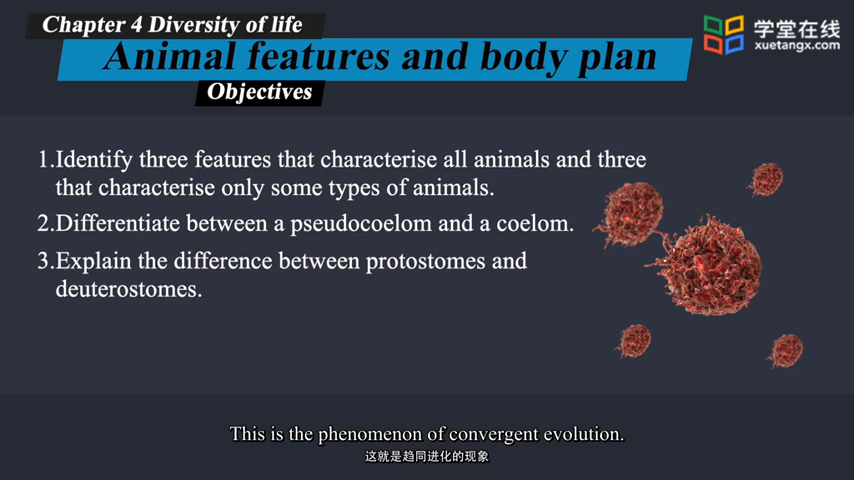 Chapter 4 Diversity of life
Animal features and body plan
Objectives
学堂在线
xuetangx.com
1.Identify three features that characterise all animals and three
that characterise only some types of animals.
2.Differentiate between a pseudocoelom and a coelom.
3.Explain the difference between protostomes and
deuterostomes.
This is the phenomenon of convergent evolution.
这就是趋同进化的现象